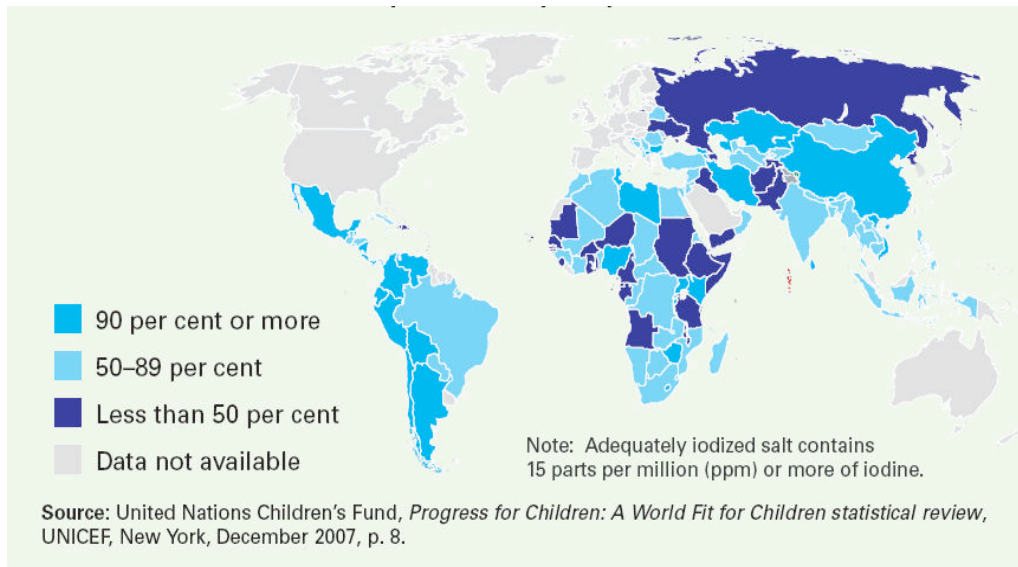 90 per cent or more
50–89 per cent
Less than 50 per cent
Data not available
Note: Adequately iodized salt contains
15 parts per million (ppm) or more of iodine.
Source: United Nations Children’s Fund, Progress for Children: A World Fit for Children statistical review,
UNICEF, New York, December 2007, p. 8.